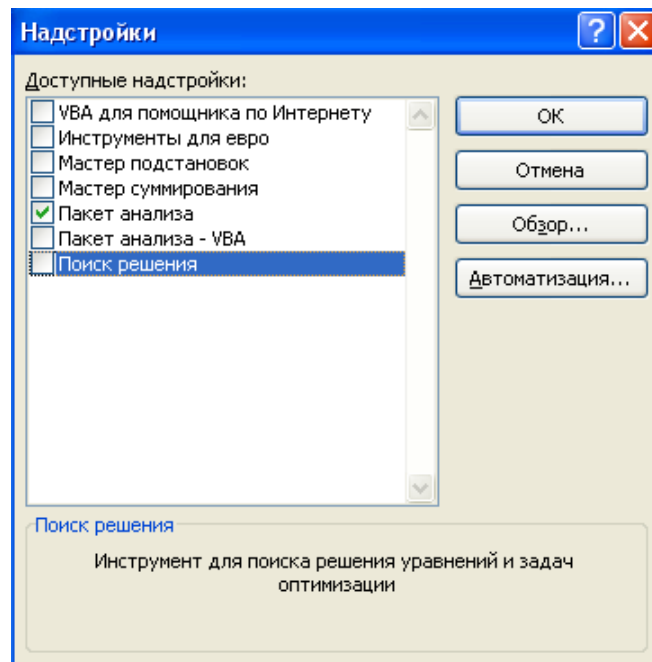 Надстройки
Доступные надстройки:
VBA для помощника по Интернету
Инструменты для евро
Мастер подстановок
Мастер суммирования
Пакет анализа
Пакет анализа - VBA
Поиск решения
ОК
Отмена
Обзор...
Автоматизация...
Поиск решения
Инструмент для поиска решения уравнений и задач
оптимизации